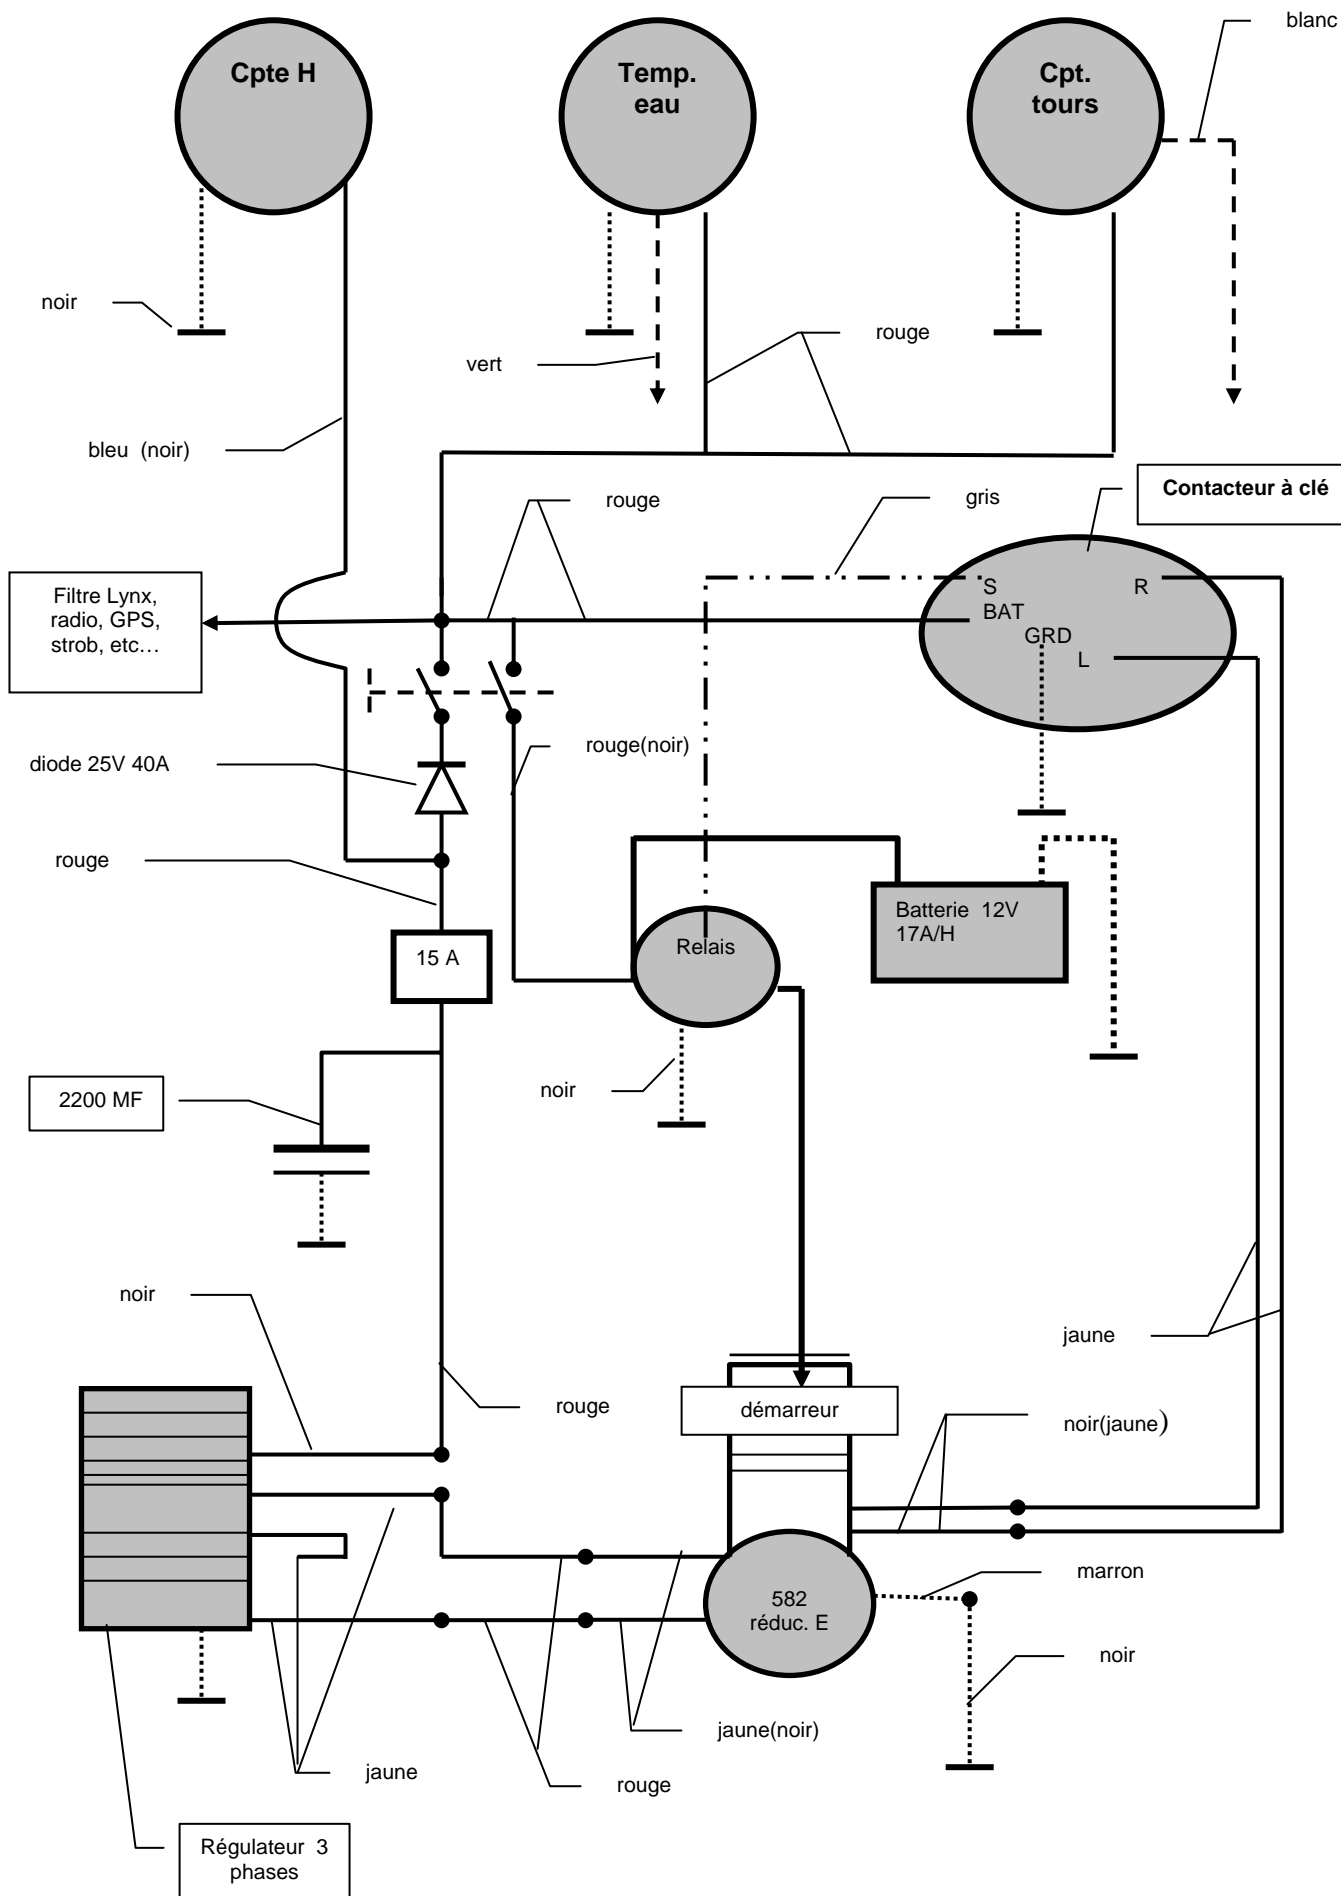 blanc
Cpte H
Temp.
eau
Cpt.
tours
noir
rouge
vert
bleu (noir)
Contacteur à clé
rouge
gris
Filtre Lynx,
radio, GPS,
strob, etc…
S
R
BAT
GRD
L
rouge(noir)
diode 25V 40A
rouge
Batterie 12V
17A/H
15 A
Relais
noir
2200 MF
noir
jaune
rouge
démarreur
noir(jaune)
marron
582
réduc. E
noir
jaune(noir)
jaune
rouge
Régulateur 3
phases